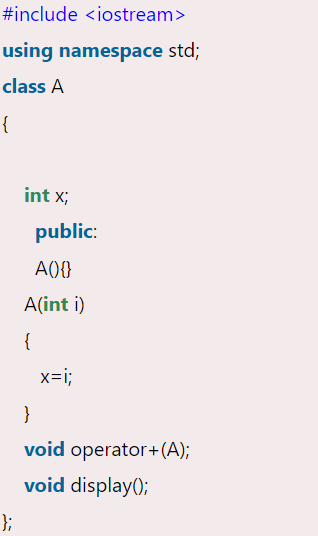 #include <iostream>
using namespace std;
class A
{
int x;
public:
A(){}
A(int i)
{
x=i;
}
void operator+(A);
void display();
};